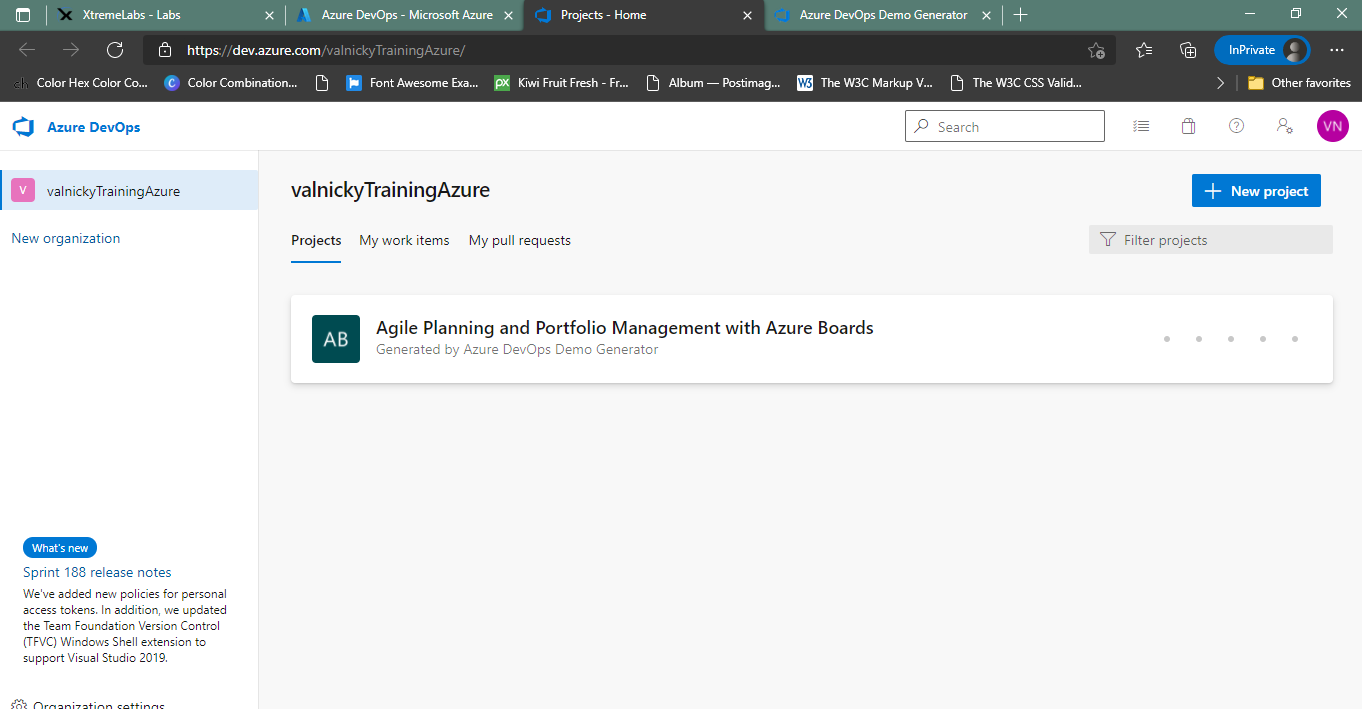 XtremeLabs - Labs
Azure DevOps - Microsoft Azure
Projects - Home
Azure DevOps Demo Generator
https://dev.azure.com/valnickyTrainingAzure/
InPrivate
ch Color Hex Color Co...
C Color Combination...
Font Awesome Exa...
px Kiwi Fruit Fresh - Fr...
Album — Postimag...
W3 The W3C Markup V...
The W3C CSS Valid...
Other favorites
Azure DevOps
Search
VN
V valnickyTrainingAzure
New organization
valnickyTrainingAzure
New project
Projects
My work items
My pull requests
Filter projects
AB
Agile Planning and Portfolio Management with Azure Boards
Generated by Azure DevOps Demo Generator
What's new
Sprint 188 release notes
We've added new policies for personal
access tokens. In addition, we updated
the Team Foundation Version Control
(TFVC) Windows Shell extension to
support Visual Studio 2019.
Organization settings